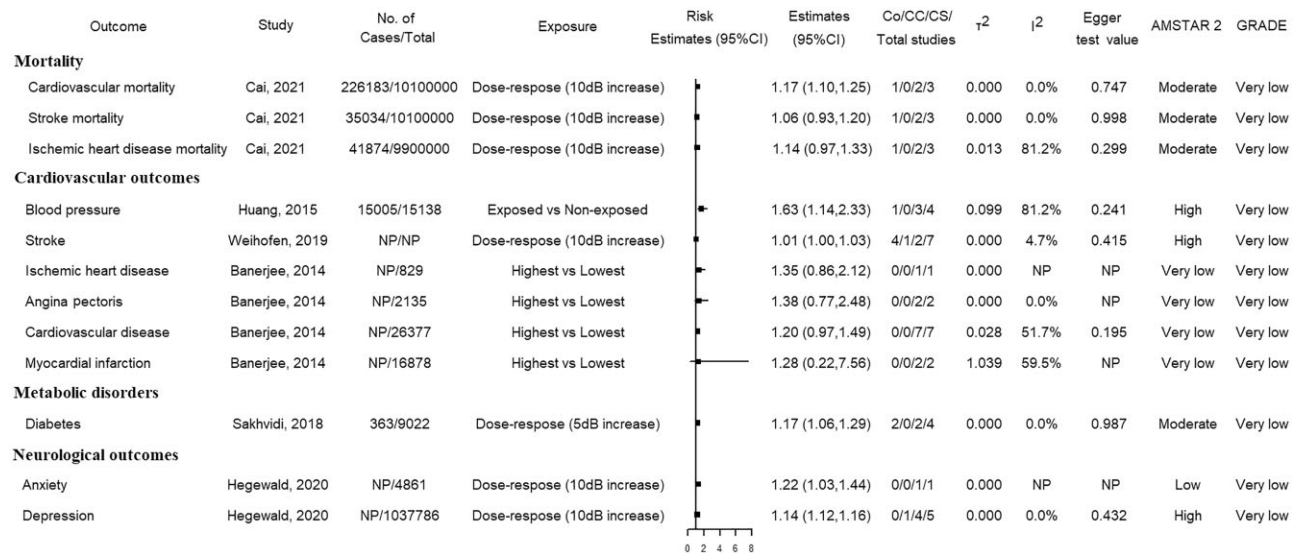 Outcome Study No. of Cases/Total Exposure Risk Estimates (95%CI) Estimates (95%CI) Co/CC/CS/ Total studies τ2 I2 Egger test value AMSTAR 2 GRADE
Mortality
Cardiovascular mortality Cai, 2021 226183/10100000 Dose-respose (10dB increase) 1.17 (1.10,1.25) 1/0/2/3 0.000 0.0% 0.747 Moderate Very low
Stroke mortality Cai, 2021 35034/10100000 Dose-respose (10dB increase) 1.06 (0.93,1.20) 1/0/2/3 0.000 0.0% 0.998 Moderate Very low
Ischemic heart disease mortality Cai, 2021 41874/9900000 Dose-respose (10dB increase) 1.14 (0.97,1.33) 1/0/2/3 0.013 81.2% 0.299 Moderate Very low
Cardiovascular outcomes
Blood pressure Huang, 2015 15005/15138 Exposed vs Non-exposed 1.63 (1.14,2.33) 1/0/3/4 0.099 81.2% 0.241 High Very low
Stroke Weihofen, 2019 NP/NP Dose-respose (10dB increase) 1.01 (1.00,1.03) 4/1/2/7 0.000 4.7% 0.415 High Very low
Ischemic heart disease Banerjee, 2014 NP/829 Highest vs Lowest 1.35 (0.86,2.12) 0/0/1/1 0.000 NP NP Very low Very low
Angina pectoris Banerjee, 2014 NP/2135 Highest vs Lowest 1.38 (0.77,2.48) 0/0/2/2 0.000 0.0% NP Very low Very low
Cardiovascular disease Banerjee, 2014 NP/26377 Highest vs Lowest 1.20 (0.97,1.49) 0/0/7/7 0.028 51.7% 0.195 Very low Very low
Myocardial infarction Banerjee, 2014 NP/16878 Highest vs Lowest 1.28 (0.22,7.56) 0/0/2/2 1.039 59.5% NP Very low Very low
Metabolic disorders
Diabetes Sakhvidi, 2018 363/9022 Dose-respose (5dB increase) 1.17 (1.06,1.29) 2/0/2/4 0.000 0.0% 0.987 Moderate Very low
Neurological outcomes
Anxiety Hegewald, 2020 NP/4861 Dose-respose (10dB increase) 1.22 (1.03,1.44) 0/0/1/1 0.000 NP NP Low Very low
Depression Hegewald, 2020 NP/1037786 Dose-respose (10dB increase) 1.14 (1.12,1.16) 0/1/4/5 0.000 0.0% 0.432 High Very low
0 2 4 6 8